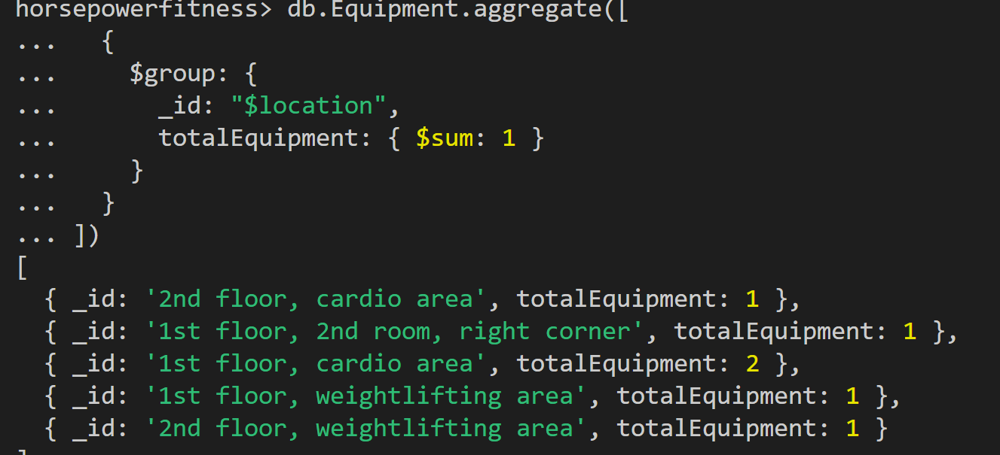 horsepowerfitness> db.Equipment.aggregate([
...   {
...     $group: {
...       _id: "$location",
...       totalEquipment: { $sum: 1 }
...     }
...   }
... ])
[
  { _id: '2nd floor, cardio area', totalEquipment: 1 },
  { _id: '1st floor, 2nd room, right corner', totalEquipment: 1 },
  { _id: '1st floor, cardio area', totalEquipment: 2 },
  { _id: '1st floor, weightlifting area', totalEquipment: 1 },
  { _id: '2nd floor, weightlifting area', totalEquipment: 1 }
]